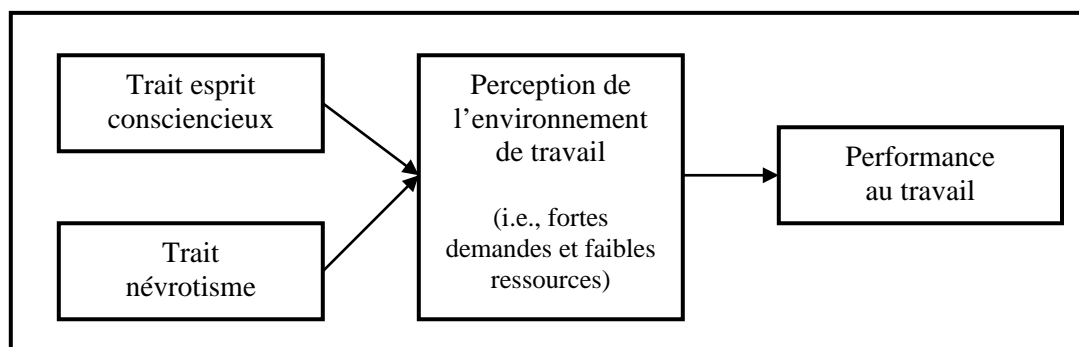 Trait esprit
consciencieux
Trait
névrotisme
Perception de
l’environnement
de travail
(i.e., fortes
demandes et faibles
ressources)
Performance
au travail